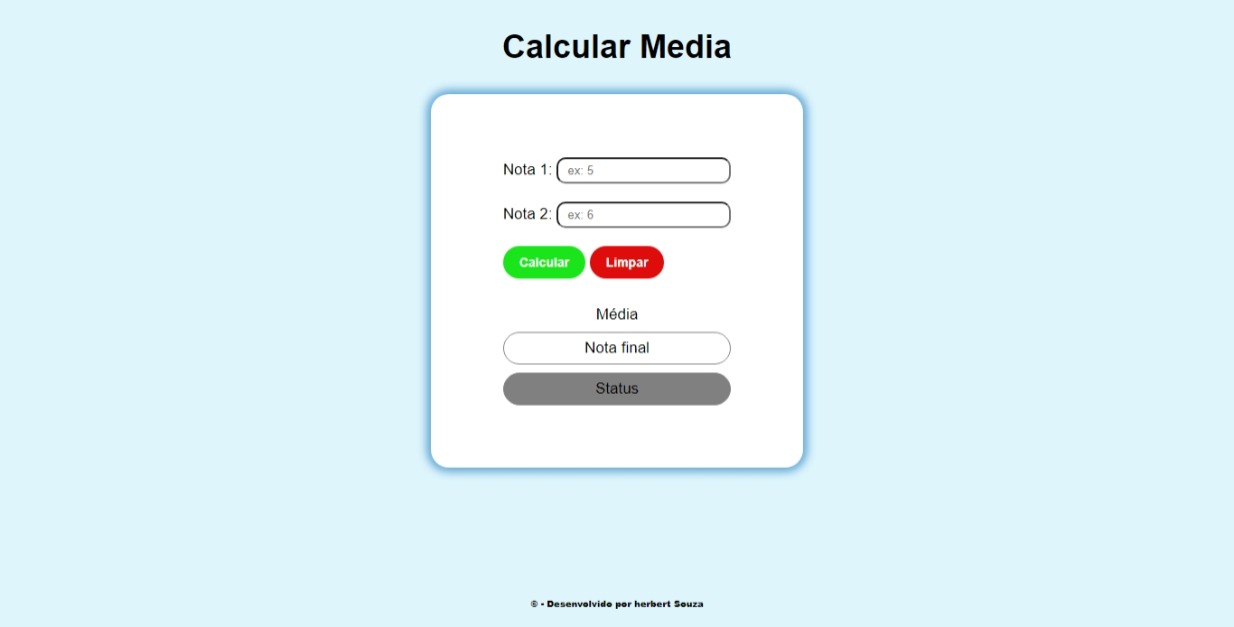 Calcular Media
Nota 1: ex: 5
Nota 2: ex: 6
Calcular Limpar
Média
Nota final
Status
© - Desenvolvido por herbert Souza